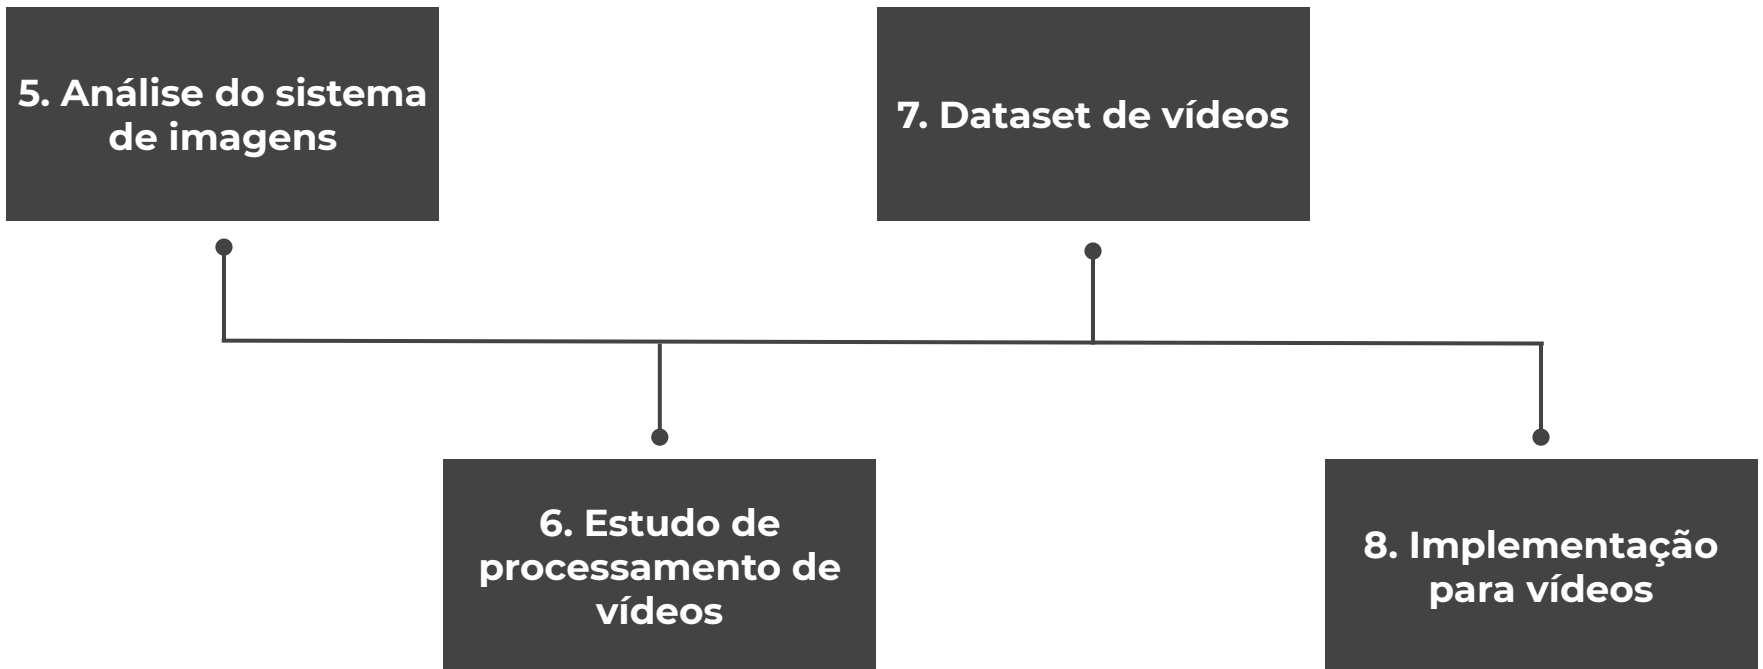 5. Análise do sistema
de imagens
7. Dataset de vídeos
6. Estudo de
processamento de
vídeos
8. Implementação
para vídeos